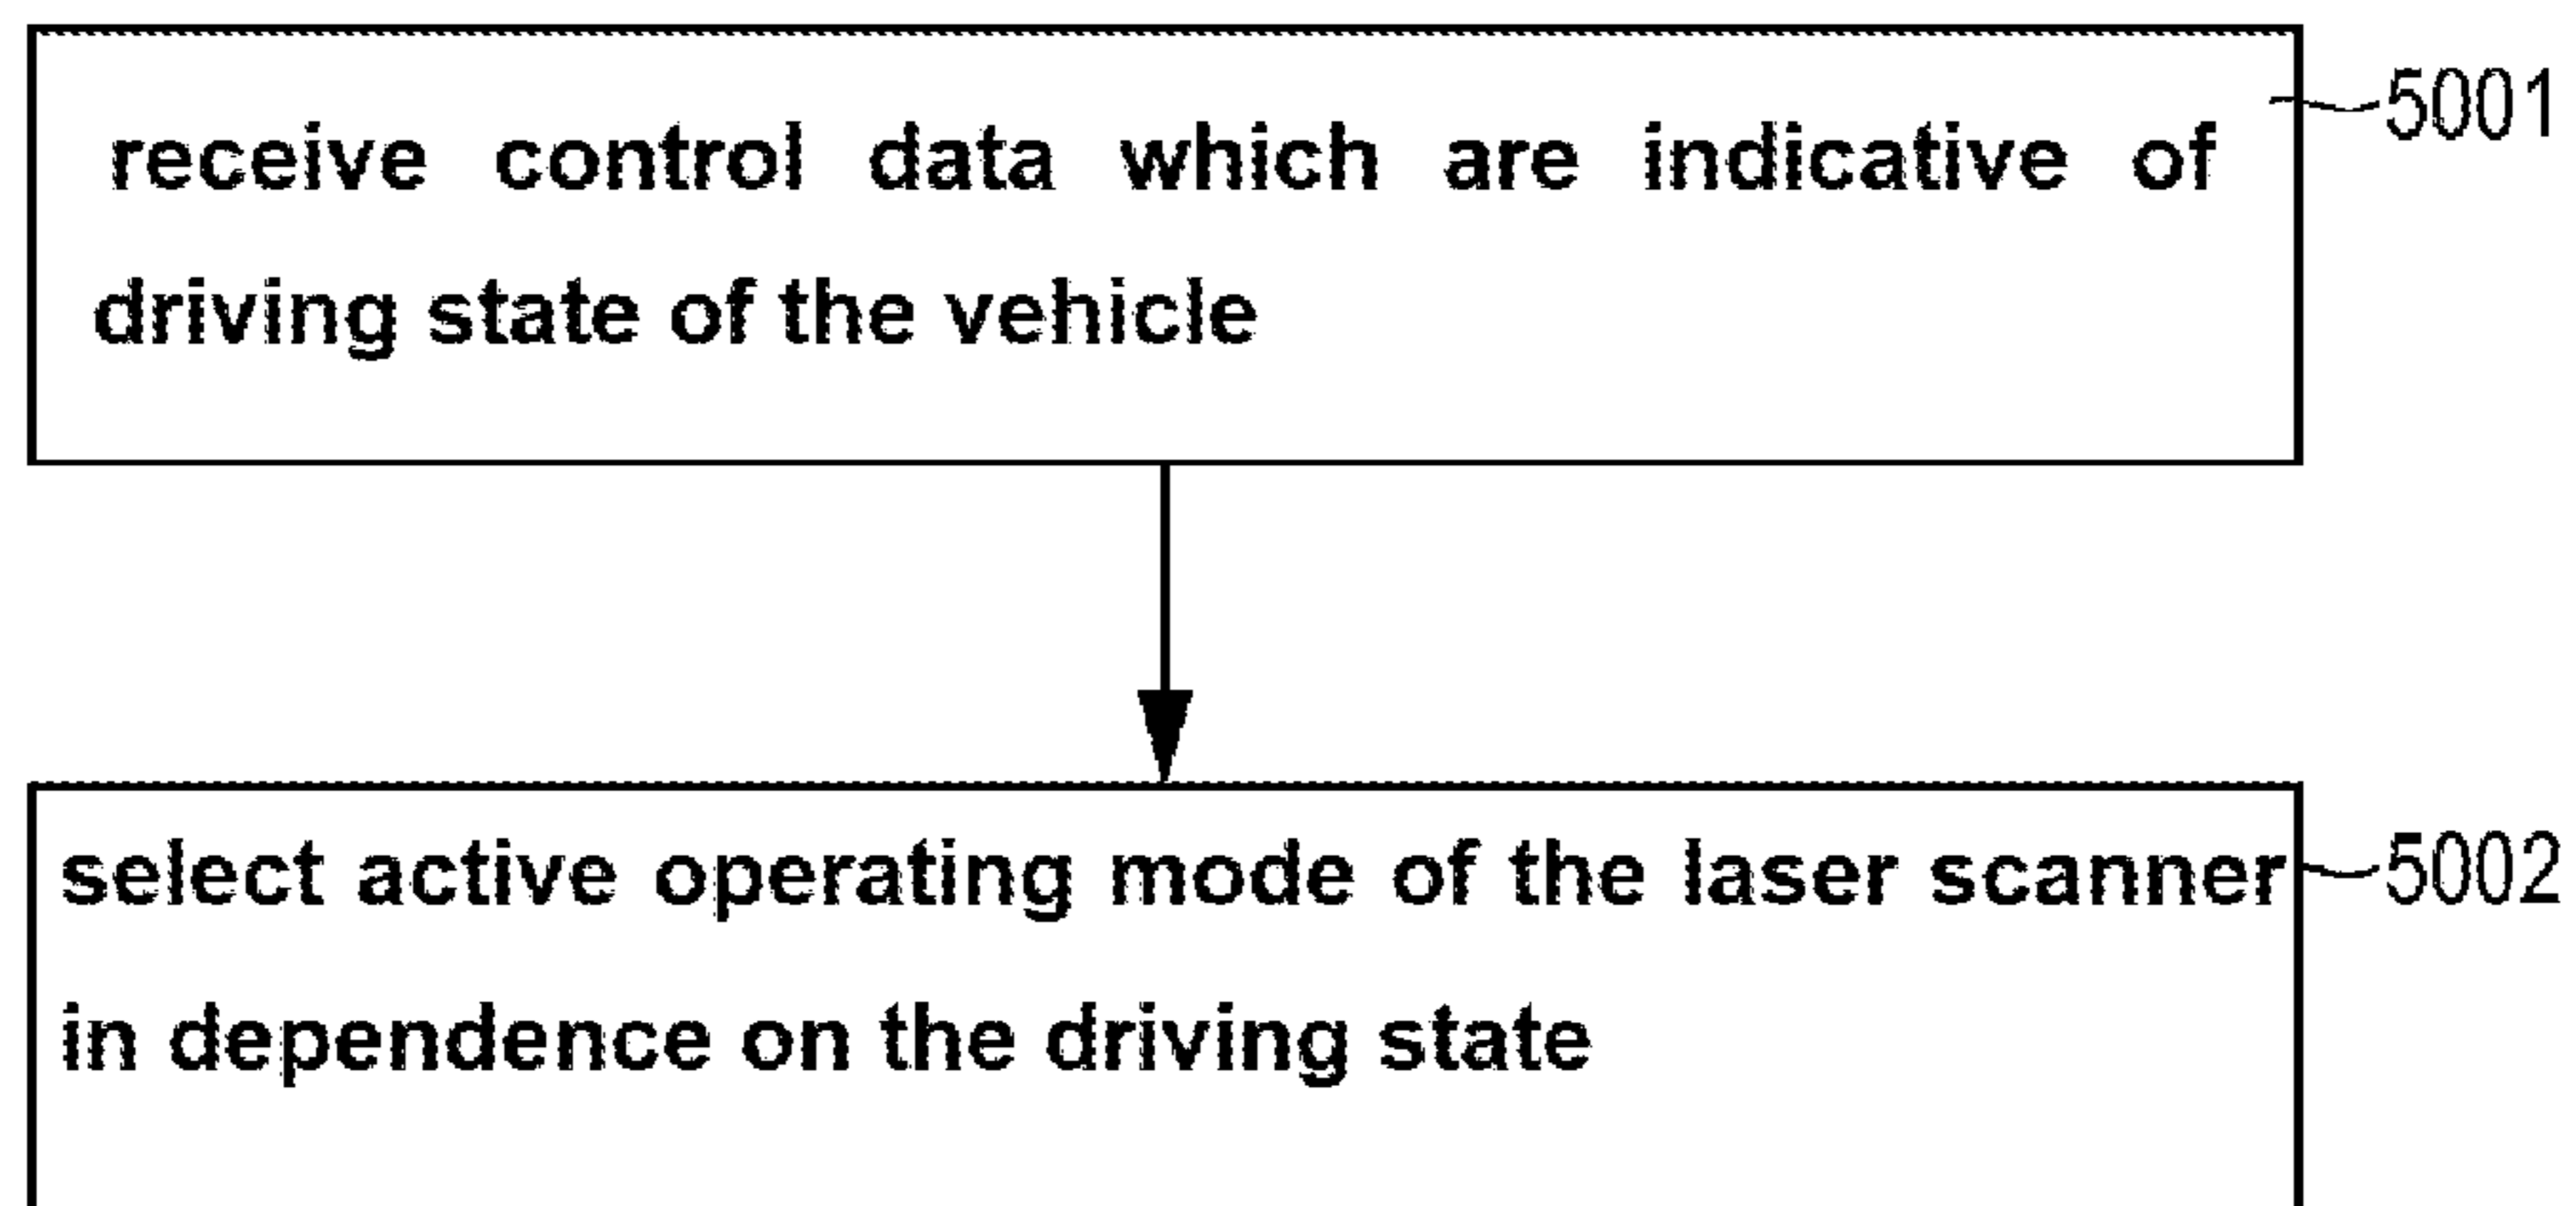 receive control data which are indicative of
5001
driving state of the vehicle
select active operating mode of the laser scanner
5002
in dependence on the driving state